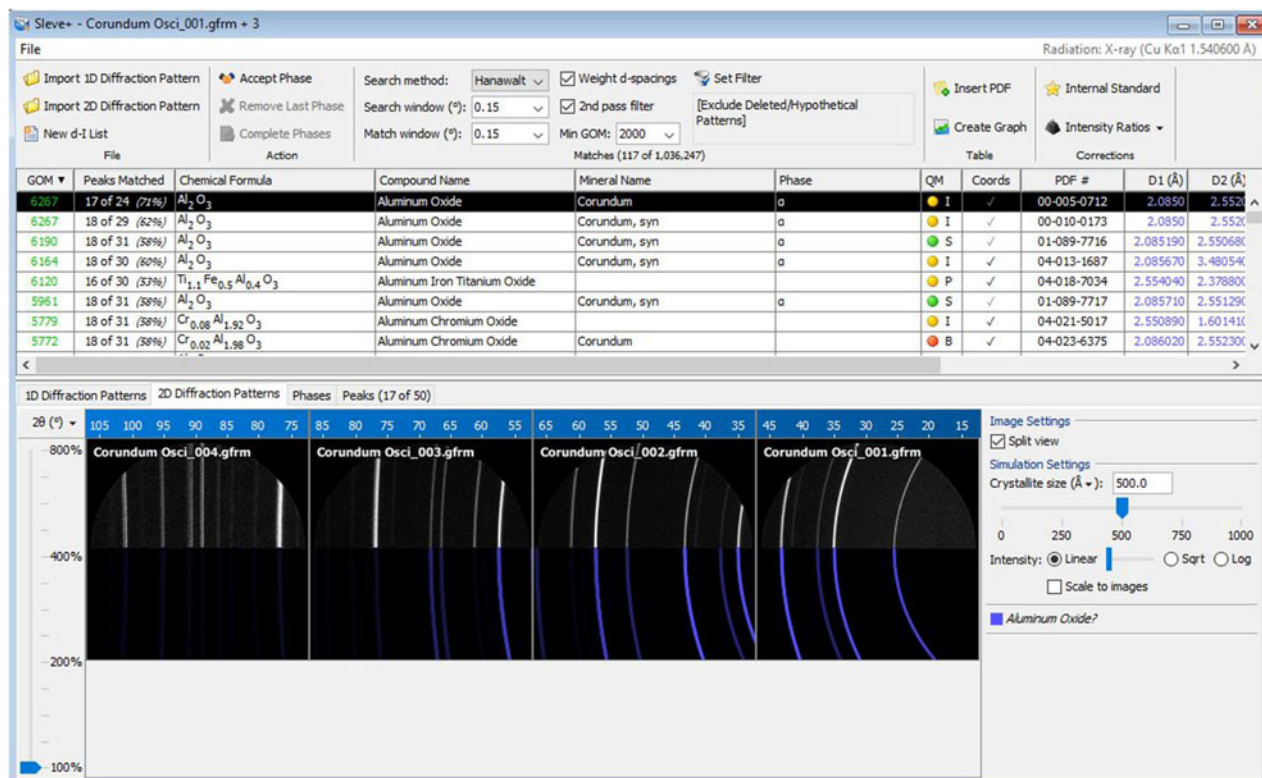 Sleve+ - Corundum Osci_001.gfrm + 3
File
Radiation: X-ray (Cu Kα1 1.540600 Å)
Import 1D Diffraction Pattern
Import 2D Diffraction Pattern
New d-I List
File
Accept Phase
Remove Last Phase
Complete Phases
Action
Search method: Hanawalt
Search window (°): 0.15
Match window (°): 0.15
Weight d-spacings
2nd pass filter
Min GOM: 2000
Set Filter
[Exclude Deleted/Hypothetical
Patterns]
Matches (117 of 1,036,247)
Insert PDF
Create Graph
Table
Internal Standard
Intensity Ratios
Corrections
GOM Peaks Matched Chemical Formula Compound Name Mineral Name Phase QM Coords PDF # D1 (Å) D2 (Å)
6267 17 of 24 (71%) Al2O3 Aluminum Oxide Corundum α I ✓ 00-005-0712 2.0850 2.5520
6267 18 of 29 (62%) Al2O3 Aluminum Oxide Corundum, syn α I ✓ 00-010-0173 2.0850 2.5520
6190 18 of 31 (58%) Al2O3 Aluminum Oxide Corundum, syn α S ✓ 01-089-7716 2.085190 2.550680
6164 18 of 30 (60%) Al2O3 Aluminum Oxide Corundum, syn α I ✓ 04-013-1687 2.085670 3.480540
6120 16 of 30 (53%) Ti1.1Fe0.5Al0.4O3 Aluminum Iron Titanium Oxide P ✓ 04-018-7034 2.554040 2.378800
5961 18 of 31 (58%) Al2O3 Aluminum Oxide Corundum, syn α S ✓ 01-089-7717 2.085710 2.551290
5779 18 of 31 (58%) Cr0.08Al1.92O3 Aluminum Chromium Oxide I ✓ 04-021-5017 2.550890 1.601410
5772 18 of 31 (58%) Cr0.02Al1.98O3 Aluminum Chromium Oxide Corundum B ✓ 04-023-6375 2.086020 2.552300
1D Diffraction Patterns 2D Diffraction Patterns Phases Peaks (17 of 50)
2θ (°) 105 100 95 90 85 80 75 85 80 75 70 65 60 55 65 60 55 50 45 40 35 45 40 35 30 25 20 15
800%
400%
200%
100%
Corundum Osci_004.gfrm
Corundum Osci_003.gfrm
Corundum Osci_002.gfrm
Corundum Osci_001.gfrm
Image Settings
Split view
Simulation Settings
Crystallite size (Å): 500.0
0 250 500 750 1000
Intensity: Linear Sqrt Log
Scale to images
Aluminum Oxide?